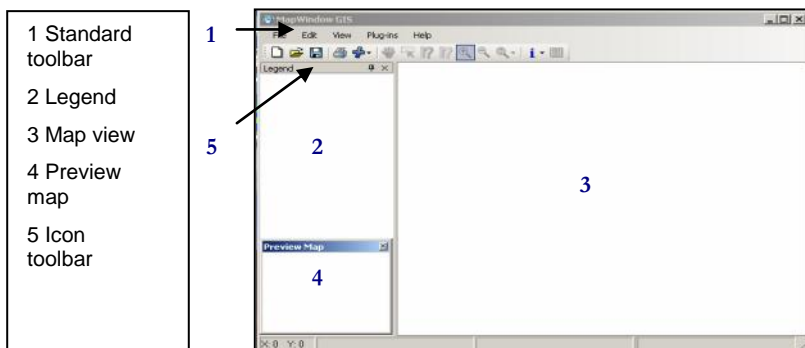 1 Standard
toolbar
2 Legend
3 Map view
4 Preview
map
5 Icon
toolbar
1
5
MapWindow GIS
File Edit View Plug-ins Help
Legend
2
3
Preview Map
4
X: 0 Y: 0